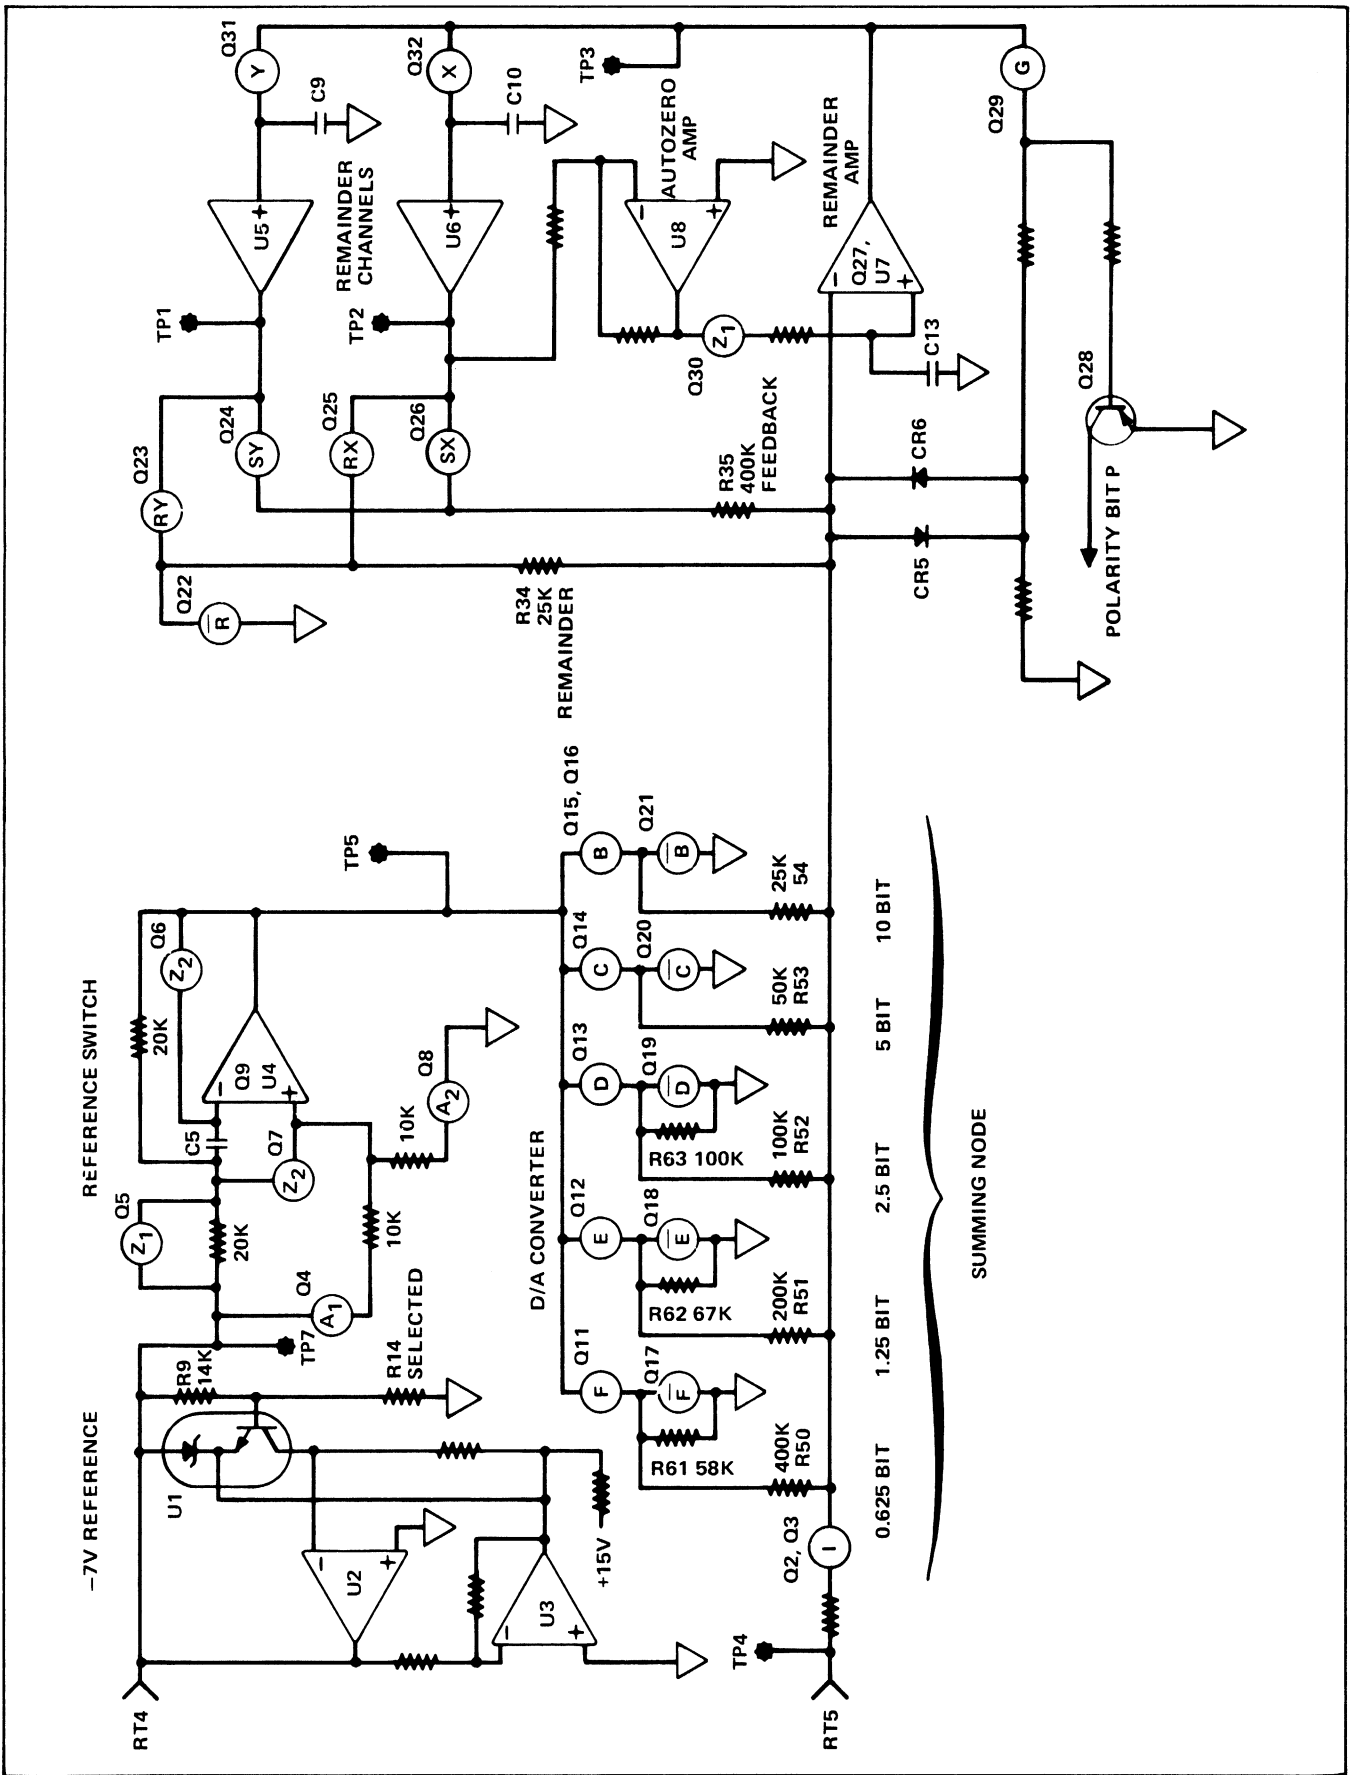 −7V REFERENCE
REFERENCE SWITCH
RT4
U1
R9
14K
R14
SELECTED
TP7
U2
−
+
U3
−
+
+15V
Q4
A1
Q5
Z1
20K
10K
C5
Q7
Z2
−
+
Q9
U4
20K
Q6
Z2
10K
Q8
A2
TP5
D/A CONVERTER
Q11
F
Q17
F
R61 58K
400K
R50
Q12
E
Q18
E
R62 67K
200K
R51
Q13
D
Q19
D
R63 100K
100K
R52
Q14
C
Q20
C
50K
R53
Q15, Q16
B
Q21
B
25K
54
RT5
TP4
Q2, Q3
I
0.625 BIT
1.25 BIT
2.5 BIT
5 BIT
10 BIT
SUMMING NODE
Q22
R
Q23
RY
Q24
SY
Q25
RX
Q26
SX
R34
25K
REMAINDER
R35
400K
FEEDBACK
TP1
TP2
U5
+
U6
+
REMAINDER
CHANNELS
Q31
Y
C9
Q32
X
C10
TP3
AUTOZERO
AMP
−
+
U8
Q30
Z1
REMAINDER
AMP
−
+
Q27,
U7
C13
CR5
CR6
Q29
G
Q28
POLARITY BIT P